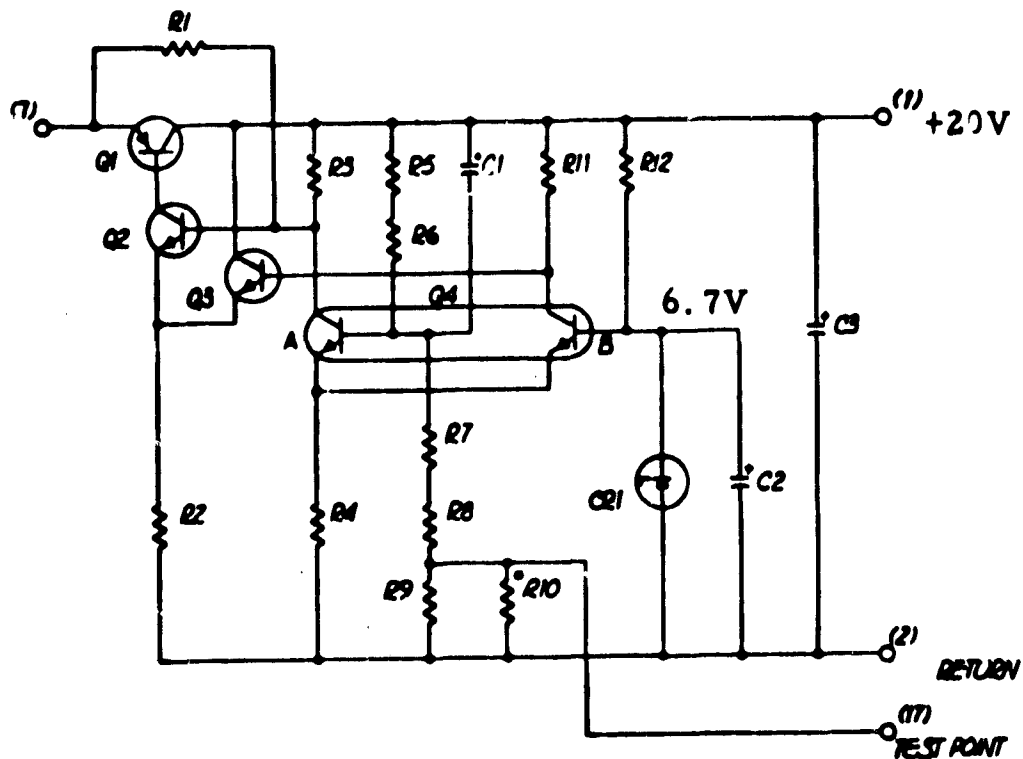 R1
(7)
(1)
+20V
Q1
R3
R5
C1
R11
R12
Q2
R6
Q3
Q4
6.7V
A
B
C3
R7
CR1
C2
R2
R4
R8
R9
*R10
(2)
RETURN
(17)
TEST POINT